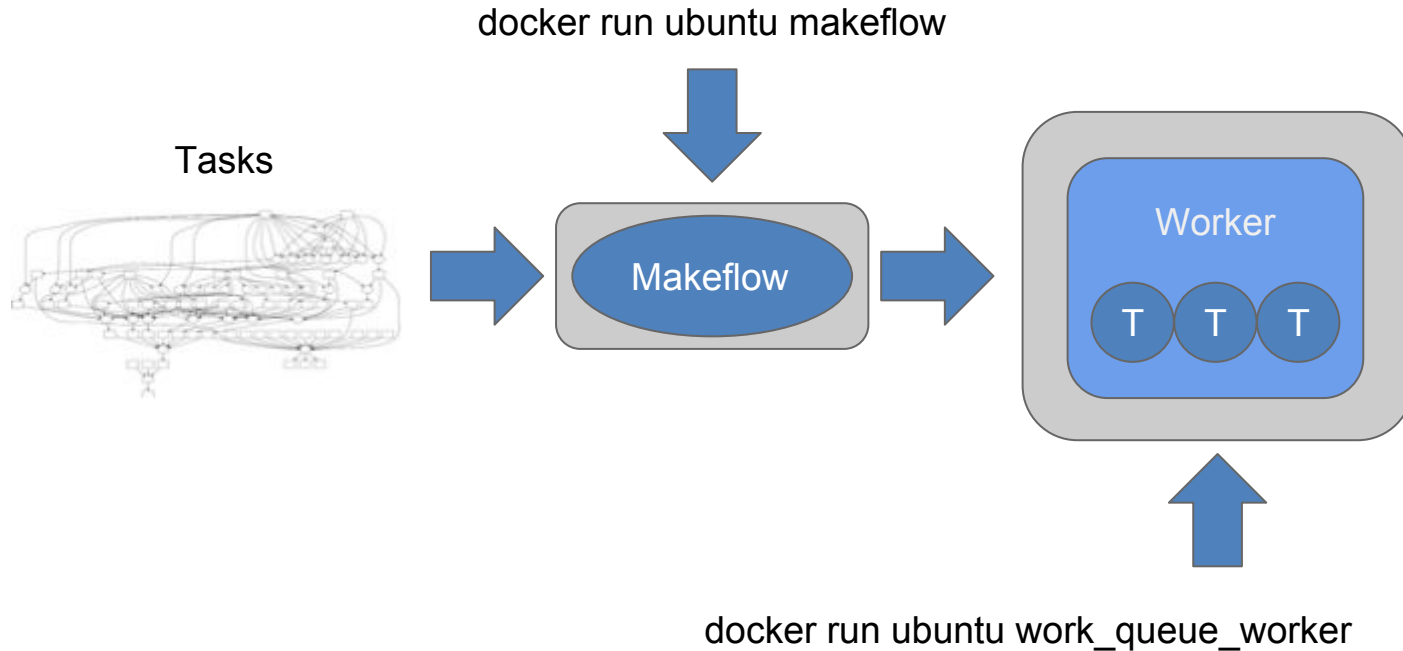 docker run ubuntu makeflow
Tasks
Makeflow
Worker
T T T
docker run ubuntu work_queue_worker